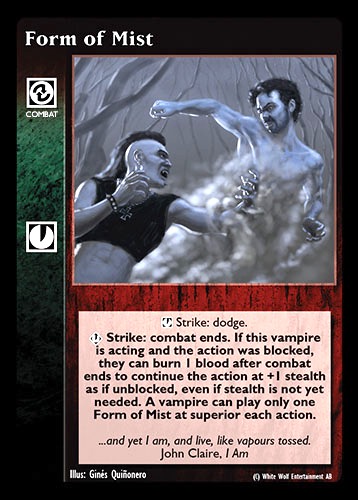 Form of Mist
COMBAT
Strike: dodge.
Strike: combat ends. If this vampire
is acting and the action was blocked,
they can burn 1 blood after combat
ends to continue the action at +1 stealth
as if unblocked, even if stealth is not yet
needed. A vampire can play only one
Form of Mist at superior each action.
...and yet I am, and live, like vapours tossed.
John Claire, I Am
Illus: Ginés Quiñonero
(C) White Wolf Entertainment AB